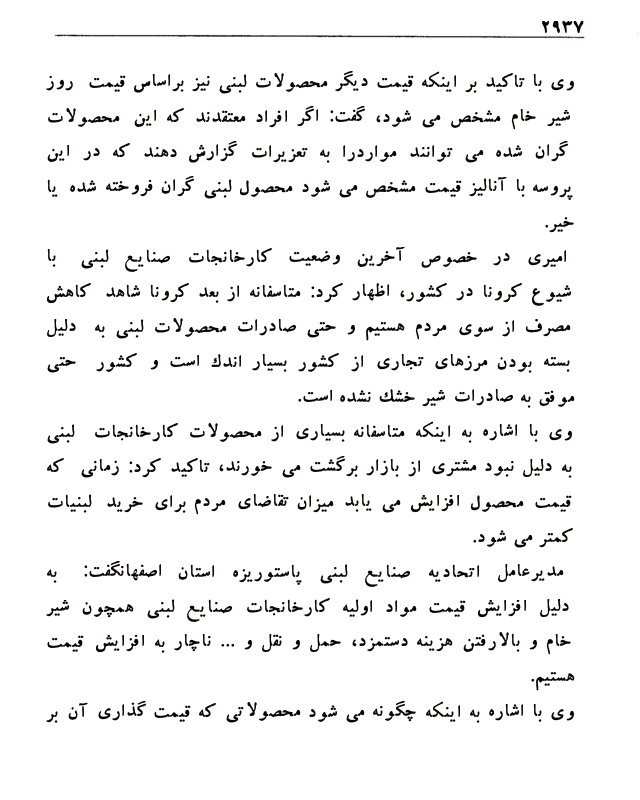 ۲۹۳۷
وی با تاکید بر اینکه قیمت دیگر محصولات لبنی نیز براساس قیمت روز
شیر خام مشخص می شود، گفت: اگر افراد معتقدند که این محصولات
گران شده می توانند مواردرا به تعزیرات گزارش دهند که در این
پروسه با آنالیز قیمت مشخص می شود محصول لبنی گران فروخته شده یا
خیر.
امیری در خصوص آخرین وضعیت کارخانجات صنایع لبنی با
شیوع کرونا در کشور، اظهار کرد: متاسفانه از بعد کرونا شاهد کاهش
مصرف از سوی مردم هستیم و حتی صادرات محصولات لبنی به دلیل
بسته بودن مرزهای تجاری از کشور بسیار اندك است و کشور حتی
موفق به صادرات شیر خشك نشده است.
وی با اشاره به اینکه متاسفانه بسیاری از محصولات کارخانجات لبنی
به دلیل نبود مشتری از بازار برگشت می خورند، تاکید کرد: زمانی که
قیمت محصول افزایش می یابد میزان تقاضای مردم برای خرید لبنیات
کمتر می شود.
مدیرعامل اتحادیه صنایع لبنی پاستوریزه استان اصفهانگفت: به
دلیل افزایش قیمت مواد اولیه کارخانجات صنایع لبنی همچون شیر
خام و بالارفتن هزینه دستمزد، حمل و نقل و ... ناچار به افزایش قیمت
هستیم.
وی با اشاره به اینکه چگونه می شود محصولاتی که قیمت گذاری آن بر